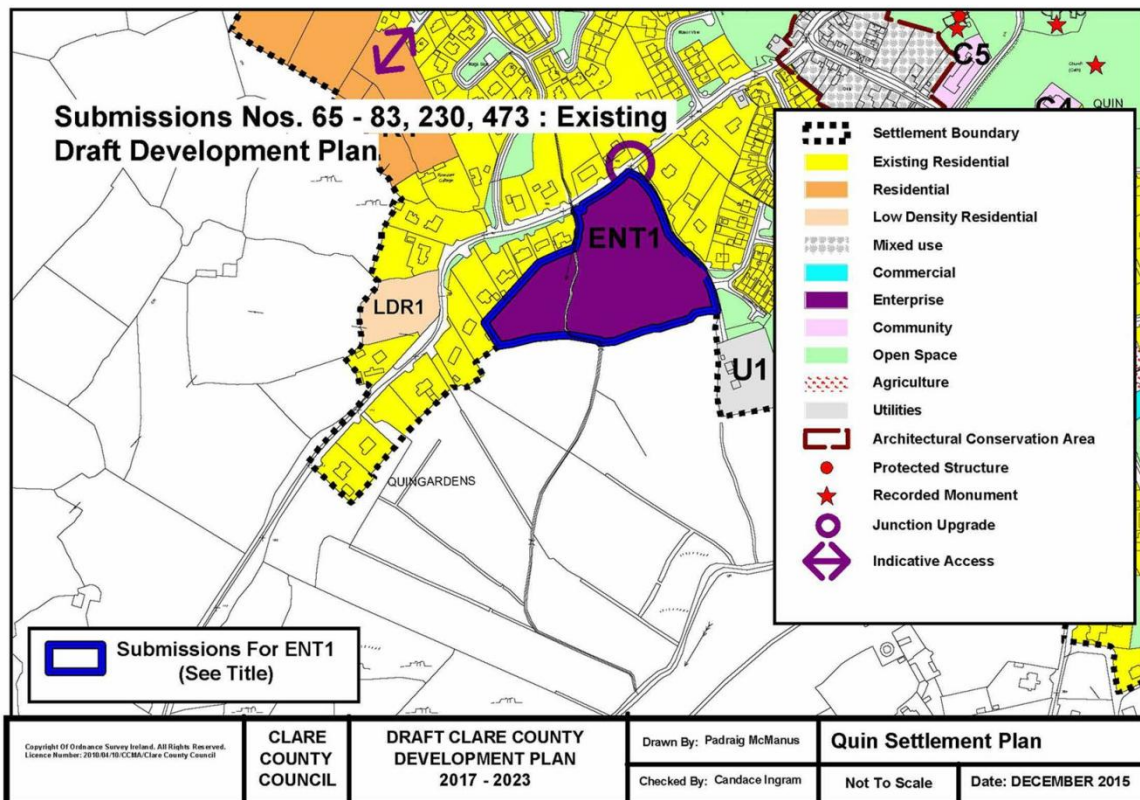 Submissions Nos. 65 - 83, 230, 473 : Existing
Draft Development Plan
C5
C4
QUIN
ENT1
LDR1
U1
QUINGARDENS
Settlement Boundary
Existing Residential
Residential
Low Density Residential
Mixed use
Commercial
Enterprise
Community
Open Space
Agriculture
Utilities
Architectural Conservation Area
Protected Structure
Recorded Monument
Junction Upgrade
Indicative Access
Submissions For ENT1
(See Title)
Copyright Of Ordnance Survey Ireland. All Rights Reserved.
Licence Number: 2010/04/10/CCMA/Clare County Council
CLARE
COUNTY
COUNCIL
DRAFT CLARE COUNTY
DEVELOPMENT PLAN
2017 - 2023
Drawn By: Padraig McManus
Checked By: Candace Ingram
Quin Settlement Plan
Not To Scale
Date: DECEMBER 2015